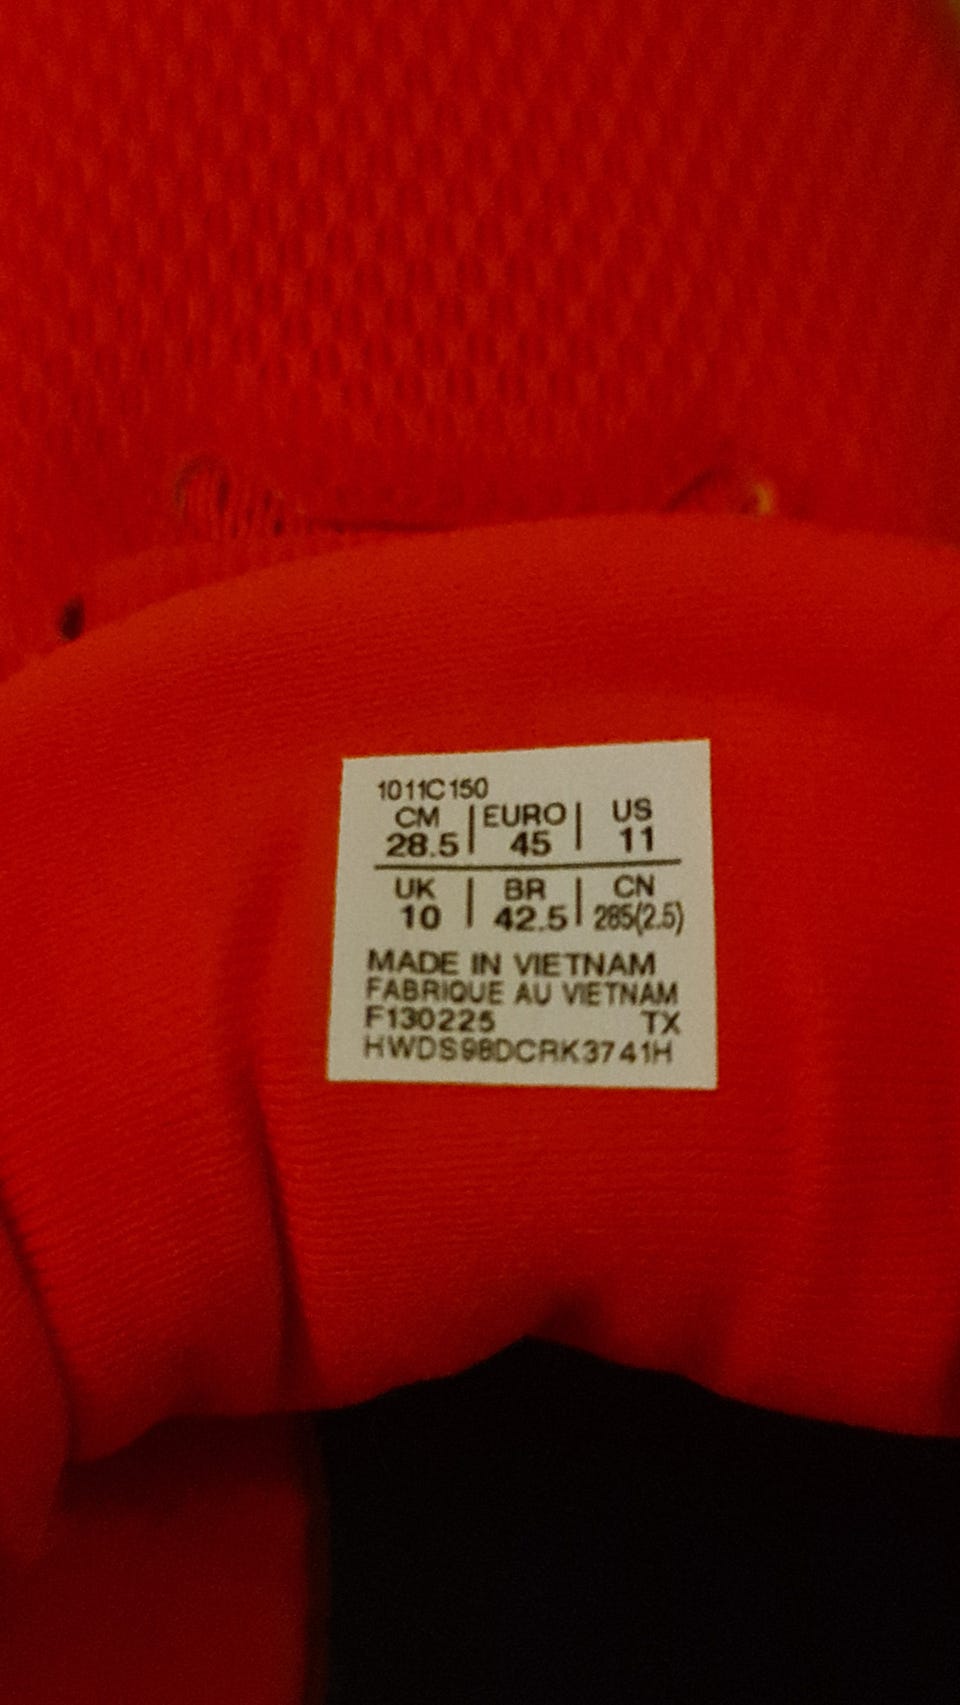 1011C150
CM | EURO | US
28.5 | 45 | 11
UK | BR | CN
10 | 42.5 | 285(2.5)
MADE IN VIETNAM
FABRIQUE AU VIETNAM
F130225 TX
HWDS98DCRK3741H